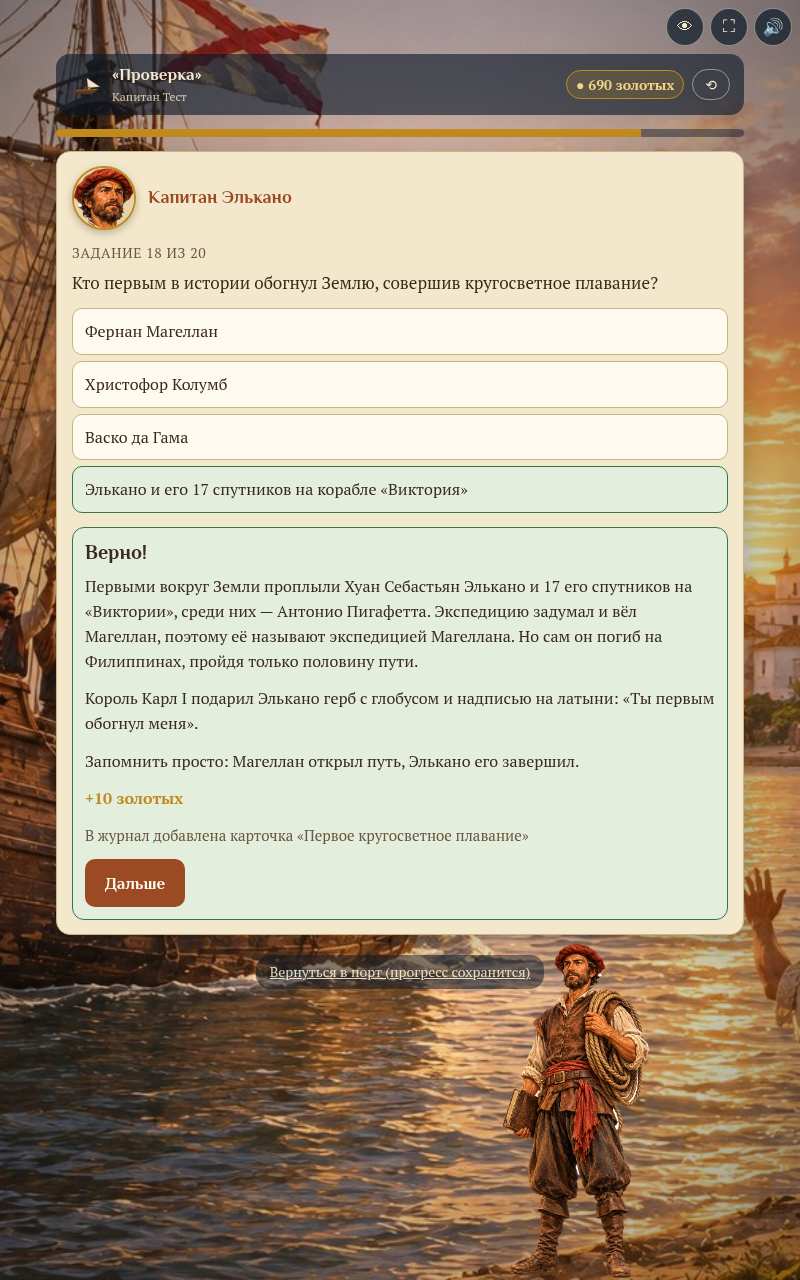 «Проверка»
Капитан Тест
● 690 золотых
Капитан Элькано
ЗАДАНИЕ 18 ИЗ 20
Кто первым в истории обогнул Землю, совершив кругосветное плавание?
Фернан Магеллан
Христофор Колумб
Васко да Гама
Элькано и его 17 спутников на корабле «Виктория»
Верно!
Первыми вокруг Земли проплыли Хуан Себастьян Элькано и 17 его спутников на
«Виктории», среди них — Антонио Пигафетта. Экспедицию задумал и вёл
Магеллан, поэтому её называют экспедицией Магеллана. Но сам он погиб на
Филиппинах, пройдя только половину пути.
Король Карл I подарил Элькано герб с глобусом и надписью на латыни: «Ты первым
обогнул меня».
Запомнить просто: Магеллан открыл путь, Элькано его завершил.
+10 золотых
В журнал добавлена карточка «Первое кругосветное плавание»
Дальше
Вернуться в порт (прогресс сохранится)